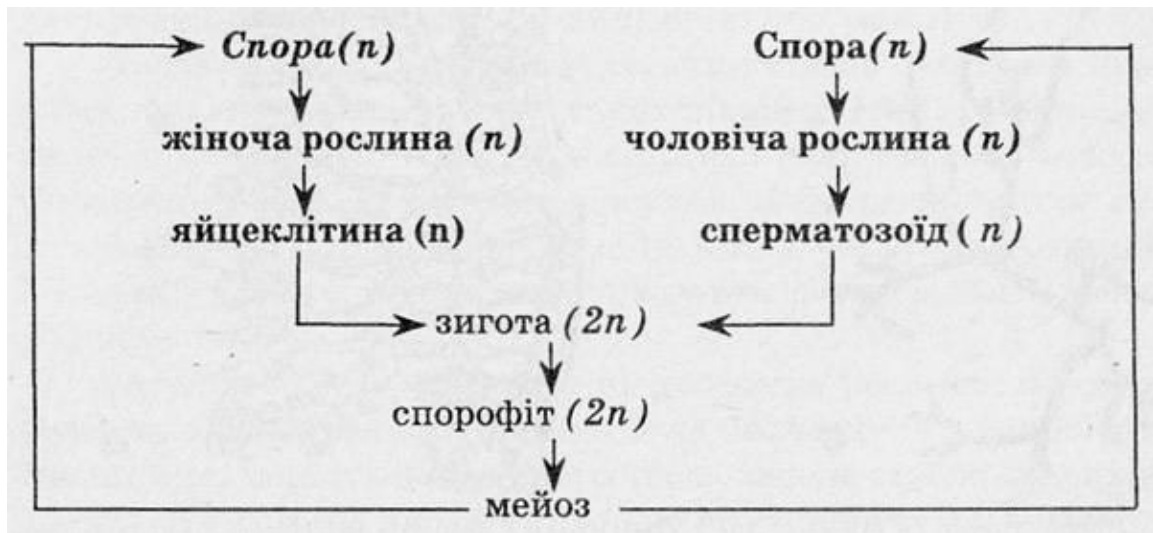 Спора(n) Спора(n)
жіноча рослина (n) чоловіча рослина (n)
яйцеклітина (n) сперматозоїд ( n)
зигота (2n)
спорофіт (2n)
мейоз